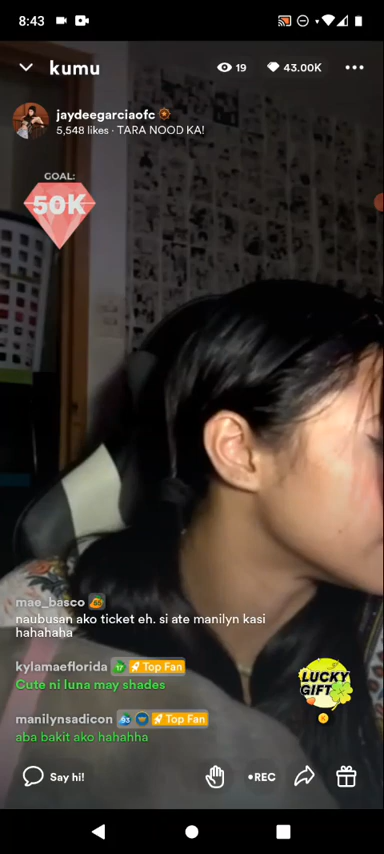 8:43
kumu
19
43.00K
jaydeegarciaofc
5,548 likes · TARA NOOD KA!
GOAL:
50K
mae_basco
naubusan ako ticket eh. si ate manilyn kasi
hahahaha
kylamaeflorida 17 Top Fan
Cute ni luna may shades
LUCKY
GIFT
manilynsadicon 63 Top Fan
aba bakit ako hahahha
Say hi!
•REC